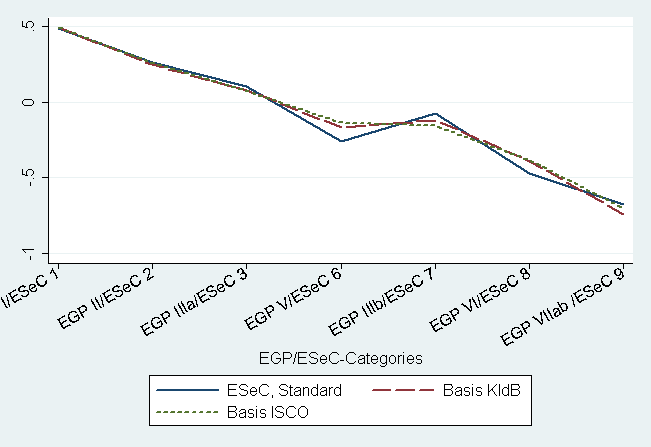 .5
0
-.5
-1
I/ESeC 1
EGP II/ESeC 2
EGP IIIa/ESeC 3
EGP V/ESeC 6
EGP IIIb/ESeC 7
EGP VI/ESeC 8
EGP VIIab /ESeC 9
EGP/ESeC-Categories
ESeC, Standard
Basis KldB
Basis ISCO